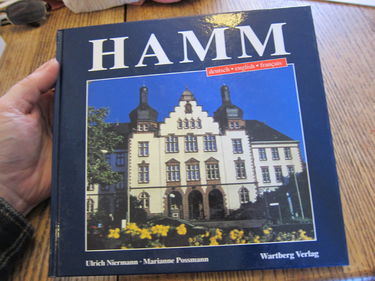 HAMM
deutsch • english • français
Ulrich Niermann · Marianne Possmann
Wartberg Verlag